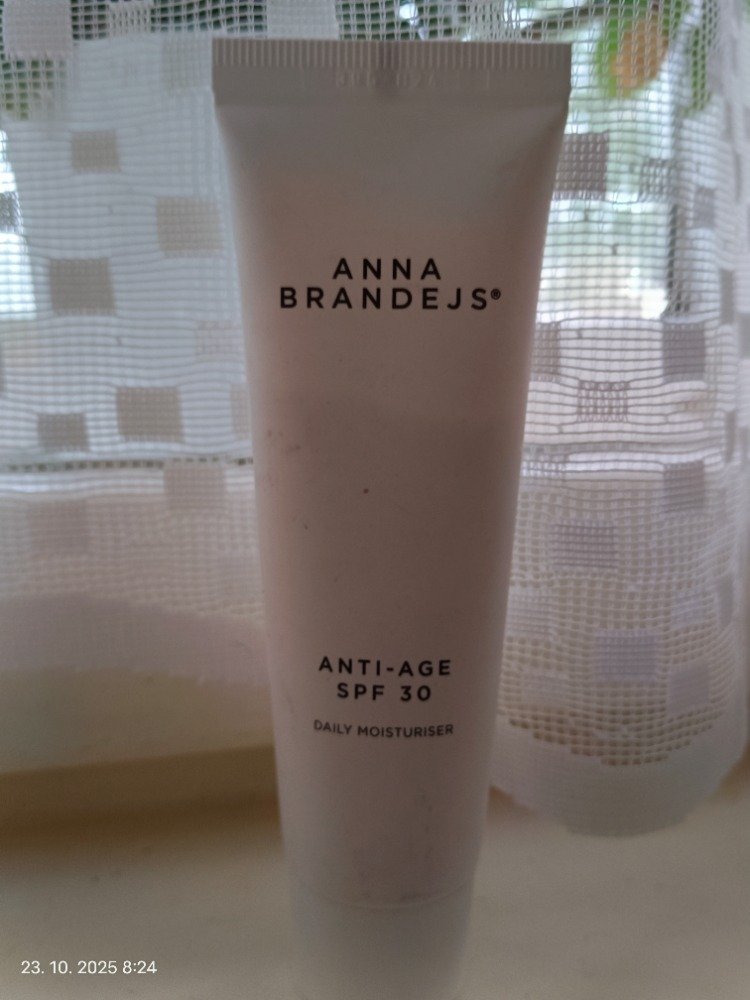 ANNA
BRANDEJS®
ANTI-AGE
SPF 30
DAILY MOISTURISER
23. 10. 2025 8:24